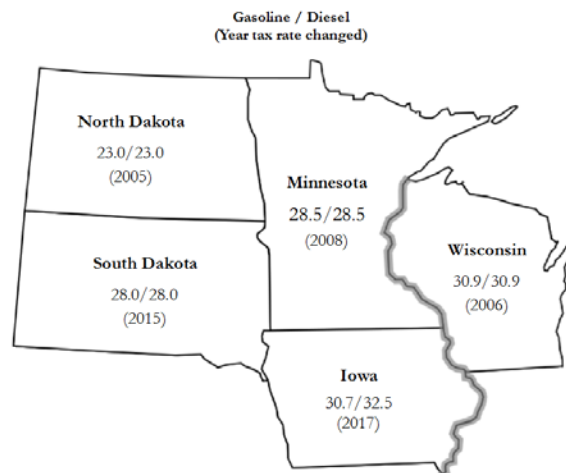 Gasoline / Diesel
(Year tax rate changed)
North Dakota
23.0/23.0
(2005)
Minnesota
28.5/28.5
(2008)
Wisconsin
30.9/30.9
(2006)
South Dakota
28.0/28.0
(2015)
Iowa
30.7/32.5
(2017)